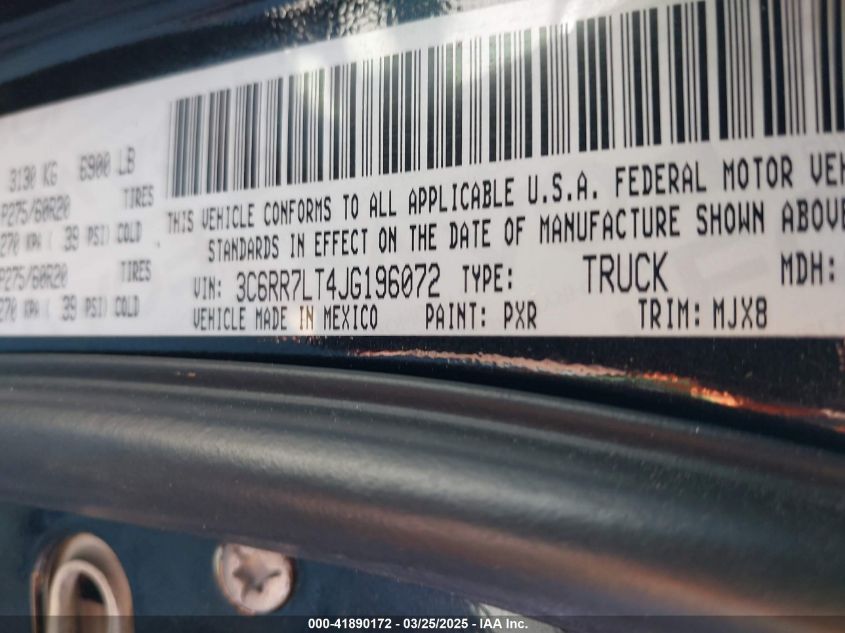 3130 KG 6900 LB
P275/60R20 TIRES
270 KPA ( 39 PSI) COLD
P275/60R20 TIRES
270 KPA ( 39 PSI) COLD
THIS VEHICLE CONFORMS TO ALL APPLICABLE U.S.A. FEDERAL MOTOR VEH
STANDARDS IN EFFECT ON THE DATE OF MANUFACTURE SHOWN ABOVE
VIN: 3C6RR7LT4JG196072 TYPE: TRUCK MDH:
VEHICLE MADE IN MEXICO PAINT: PXR TRIM: MJX8
000-41890172 - 03/25/2025 - IAA Inc.